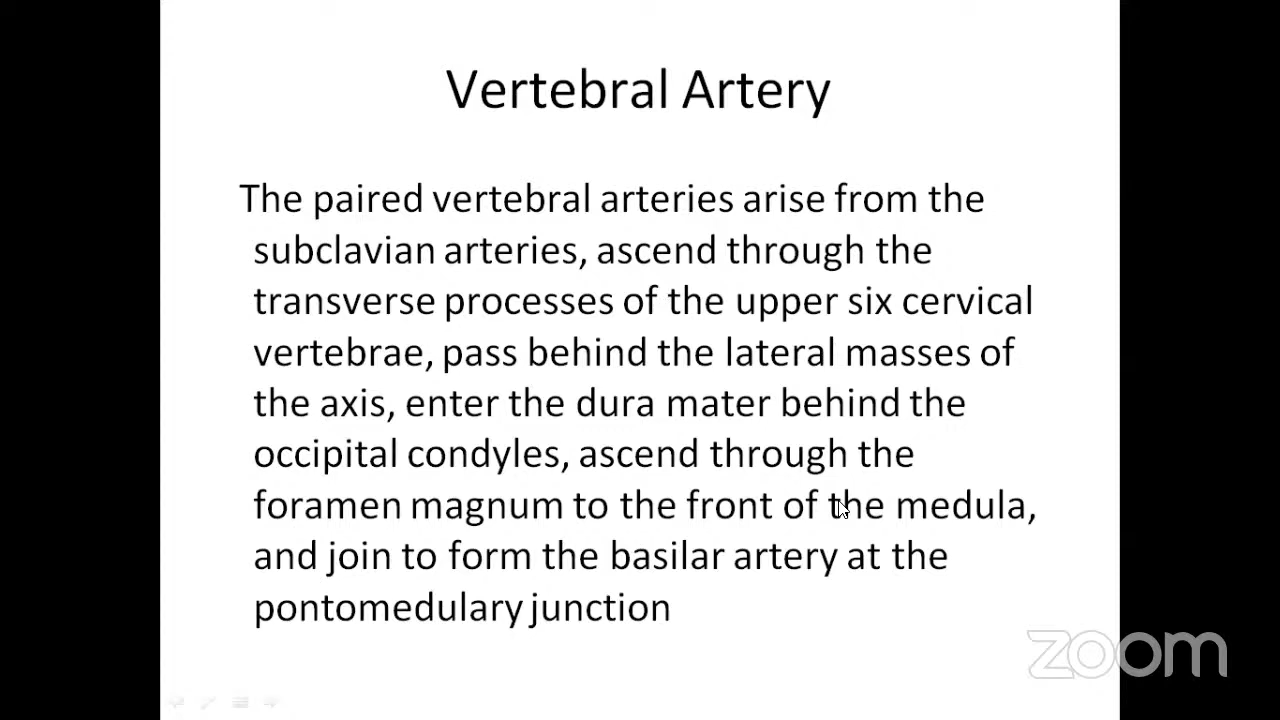 Vertebral Artery
The paired vertebral arteries arise from the
subclavian arteries, ascend through the
transverse processes of the upper six cervical
vertebrae, pass behind the lateral masses of
the axis, enter the dura mater behind the
occipital condyles, ascend through the
foramen magnum to the front of the medula,
and join to form the basilar artery at the
pontomedulary junction
zoom